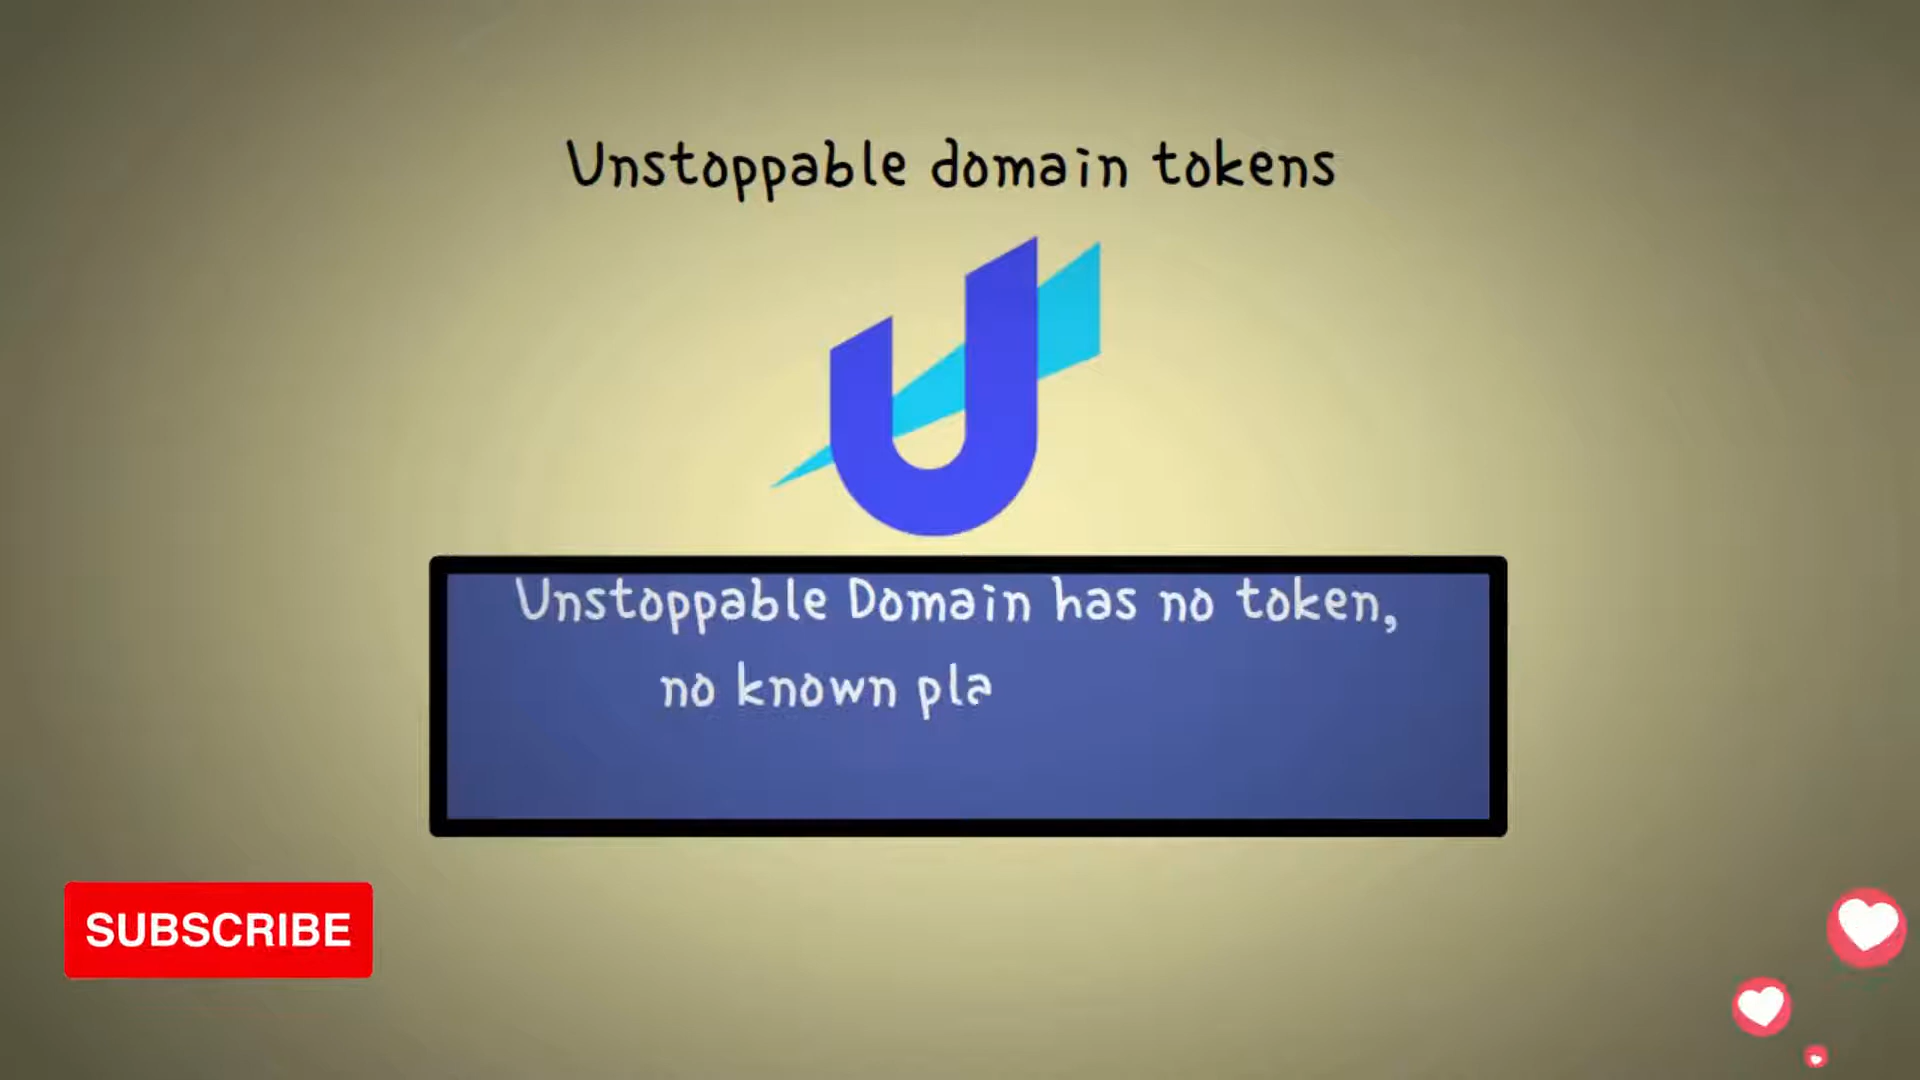 Unstoppable domain tokens
Unstoppable Domain has no token,
no known pla
SUBSCRIBE